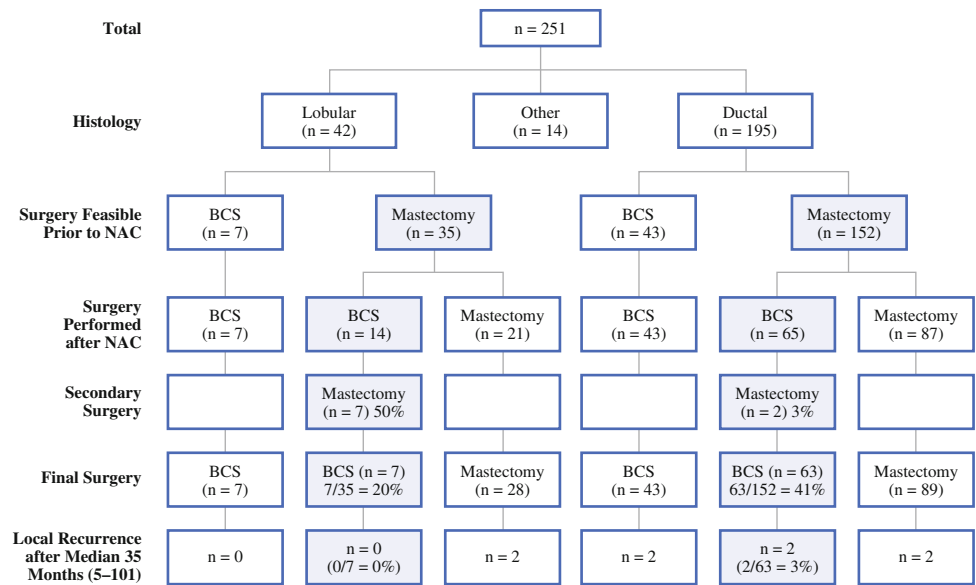 Total
n = 251
Histology
Lobular
(n = 42)
Other
(n = 14)
Ductal
(n = 195)
Surgery Feasible
Prior to NAC
BCS
(n = 7)
Mastectomy
(n = 35)
BCS
(n = 43)
Mastectomy
(n = 152)
Surgery
Performed
after NAC
BCS
(n = 7)
BCS
(n = 14)
Mastectomy
(n = 21)
BCS
(n = 43)
BCS
(n = 65)
Mastectomy
(n = 87)
Secondary
Surgery
Mastectomy
(n = 7) 50%
Mastectomy
(n = 2) 3%
Final Surgery
BCS
(n = 7)
BCS (n = 7)
7/35 = 20%
Mastectomy
(n = 28)
BCS
(n = 43)
BCS (n = 63)
63/152 = 41%
Mastectomy
(n = 89)
Local Recurrence
after Median 35
Months (5–101)
n = 0
n = 0
(0/7 = 0%)
n = 2
n = 2
n = 2
(2/63 = 3%)
n = 2